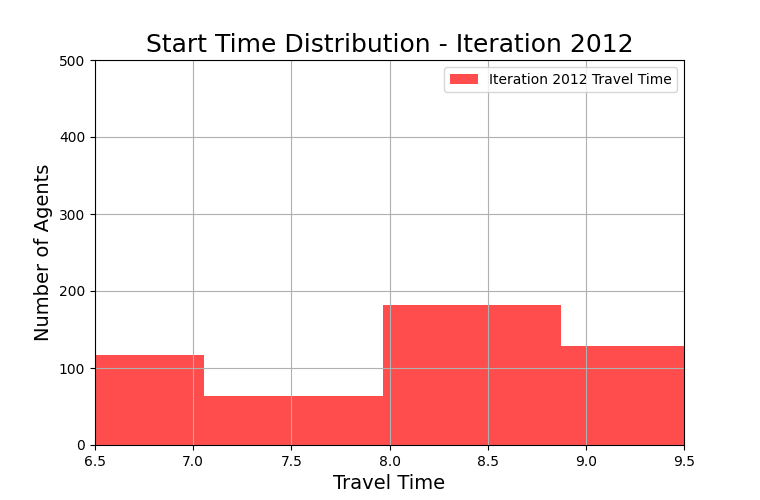 Start Time Distribution - Iteration 2012
Iteration 2012 Travel Time
Number of Agents
500
400
300
200
100
0
6.5 7.0 7.5 8.0 8.5 9.0 9.5
Travel Time